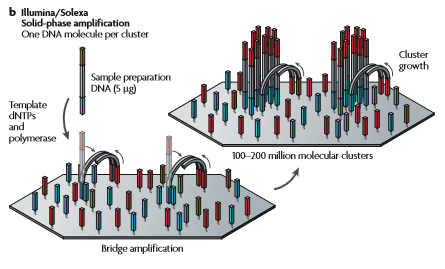 b Illumina/Solexa
Solid-phase amplification
One DNA molecule per cluster
Sample preparation
DNA (5 µg)
Template
dNTPs
and
polymerase
Bridge amplification
Cluster
growth
100–200 million molecular clusters